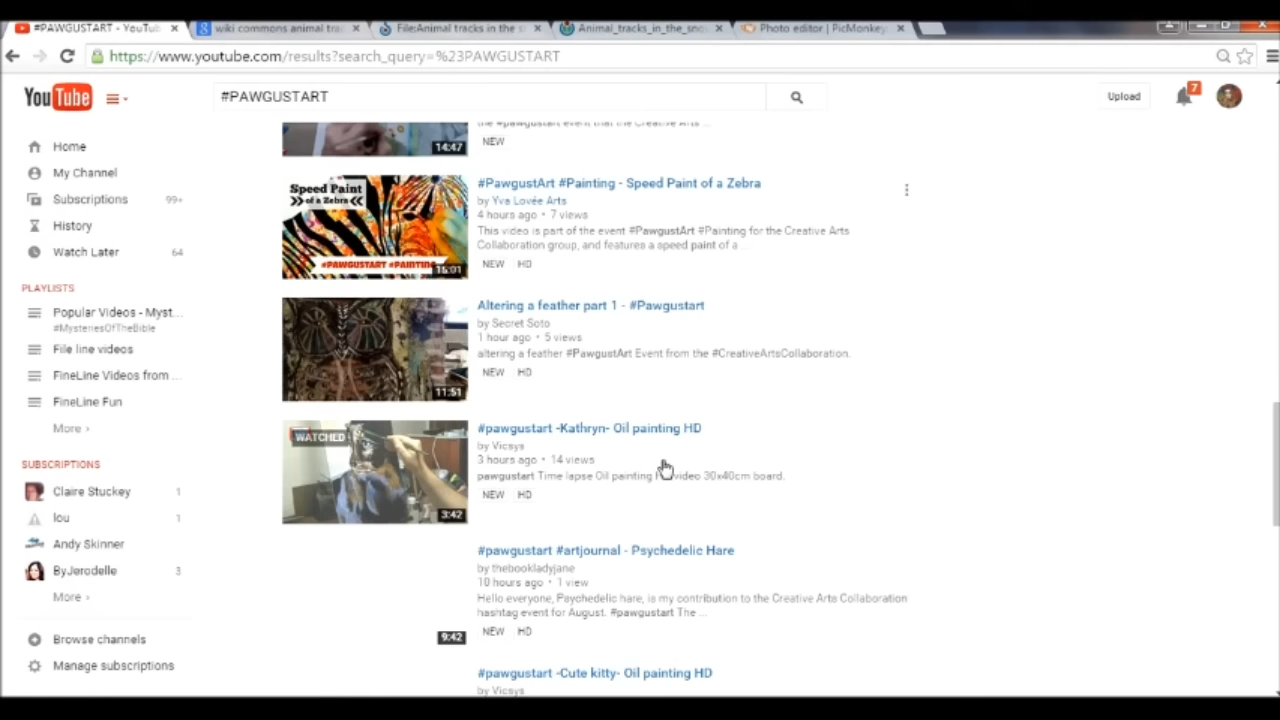 #PAWGUSTART - YouTub
wiki commons animal tra
File:Animal tracks in the s
Animal_tracks_in_the_sno
Photo editor | PicMonkey
https://www.youtube.com/results?search_query=%23PAWGUSTART
YouTube
#PAWGUSTART
Upload
7
Home
My Channel
Subscriptions 99+
History
Watch Later 64
PLAYLISTS
Popular Videos - Myst...
#MysteriesOfTheBible
File line videos
FineLine Videos from ...
FineLine Fun
More ›
SUBSCRIPTIONS
Claire Stuckey 1
lou 1
Andy Skinner
ByJerodelle 3
More ›
Browse channels
Manage subscriptions
14:47
the #pawgustart event that the Creative Arts ...
NEW
Speed Paint
of a Zebra
#PAWGUSTART #PAINTING
15:01
#PawgustArt #Painting - Speed Paint of a Zebra
by Yva Lovée Arts
4 hours ago • 7 views
This video is part of the event #PawgustArt #Painting for the Creative Arts
Collaboration group, and features a speed paint of a ...
NEW HD
11:51
Altering a feather part 1 - #Pawgustart
by Secret Soto
1 hour ago • 5 views
altering a feather #PawgustArt Event from the #CreativeArtsCollaboration.
NEW HD
WATCHED
3:42
#pawgustart -Kathryn- Oil painting HD
by Vicsys
3 hours ago • 14 views
pawgustart Time lapse Oil painting video 30x40cm board.
NEW HD
9:42
#pawgustart #artjournal - Psychedelic Hare
by thebookladyjane
10 hours ago • 1 view
Hello everyone, Psychedelic hare, is my contribution to the Creative Arts Collaboration
hashtag event for August. #pawgustart The ...
NEW HD
#pawgustart -Cute kitty- Oil painting HD
by Vicsys